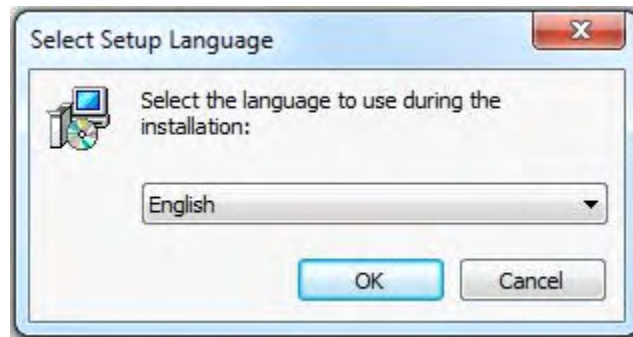 Select Setup Language
Select the language to use during the
installation:
English
OK
Cancel